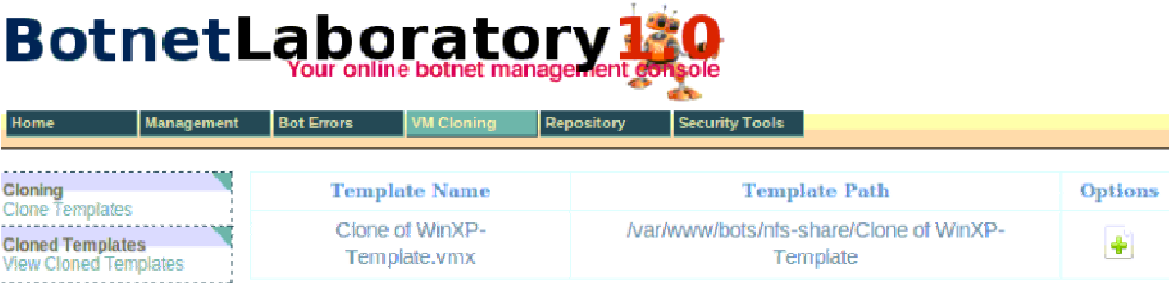 BotnetLaboratory1.0
Your online botnet management console
Home Management Bot Errors VM Cloning Repository Security Tools
Cloning
Clone Templates
Cloned Templates
View Cloned Templates
Template Name Template Path Options
Clone of WinXP- /var/www/bots/nfs-share/Clone of WinXP-
Template.vmx Template